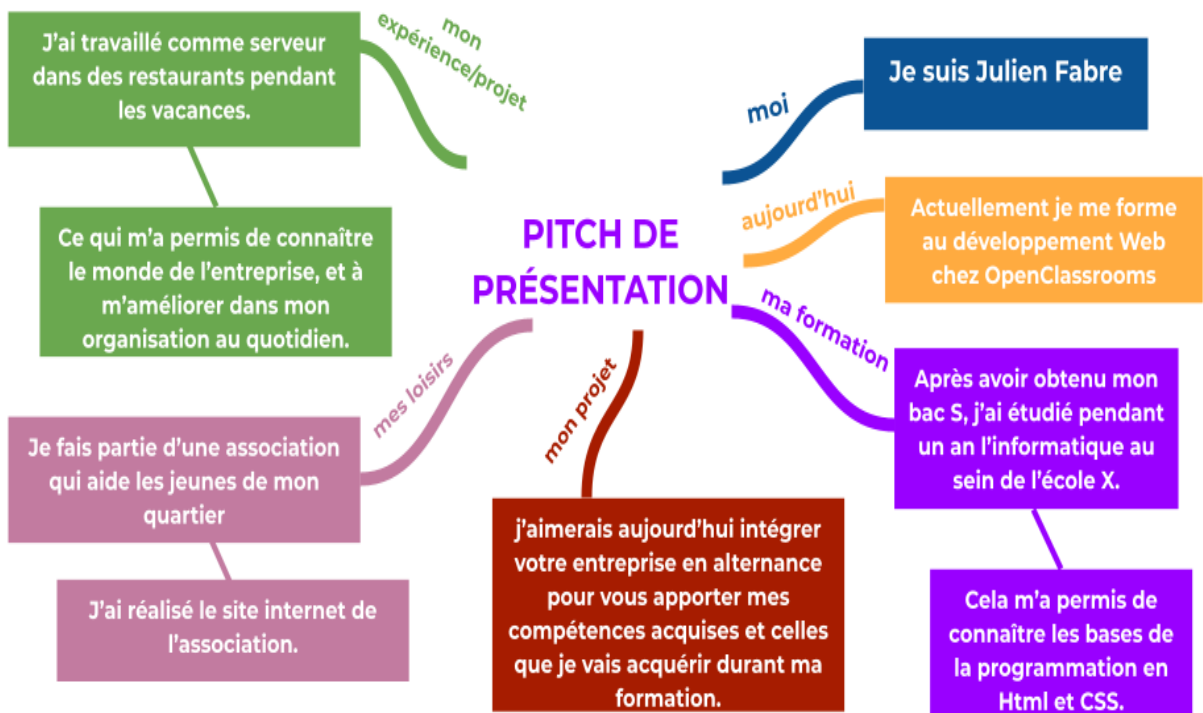 PITCH DE
PRÉSENTATION
moi
Je suis Julien Fabre
aujourd'hui
Actuellement je me forme
au développement Web
chez OpenClassrooms
ma formation
Après avoir obtenu mon
bac S, j'ai étudié pendant
un an l'informatique au
sein de l'école X.
Cela m'a permis de
connaître les bases de
la programmation en
Html et CSS.
mon
expérience/projet
J'ai travaillé comme serveur
dans des restaurants pendant
les vacances.
Ce qui m'a permis de connaître
le monde de l'entreprise, et à
m'améliorer dans mon
organisation au quotidien.
mes loisirs
Je fais partie d'une association
qui aide les jeunes de mon
quartier
J'ai réalisé le site internet de
l'association.
mon projet
j'aimerais aujourd'hui intégrer
votre entreprise en alternance
pour vous apporter mes
compétences acquises et celles
que je vais acquérir durant ma
formation.